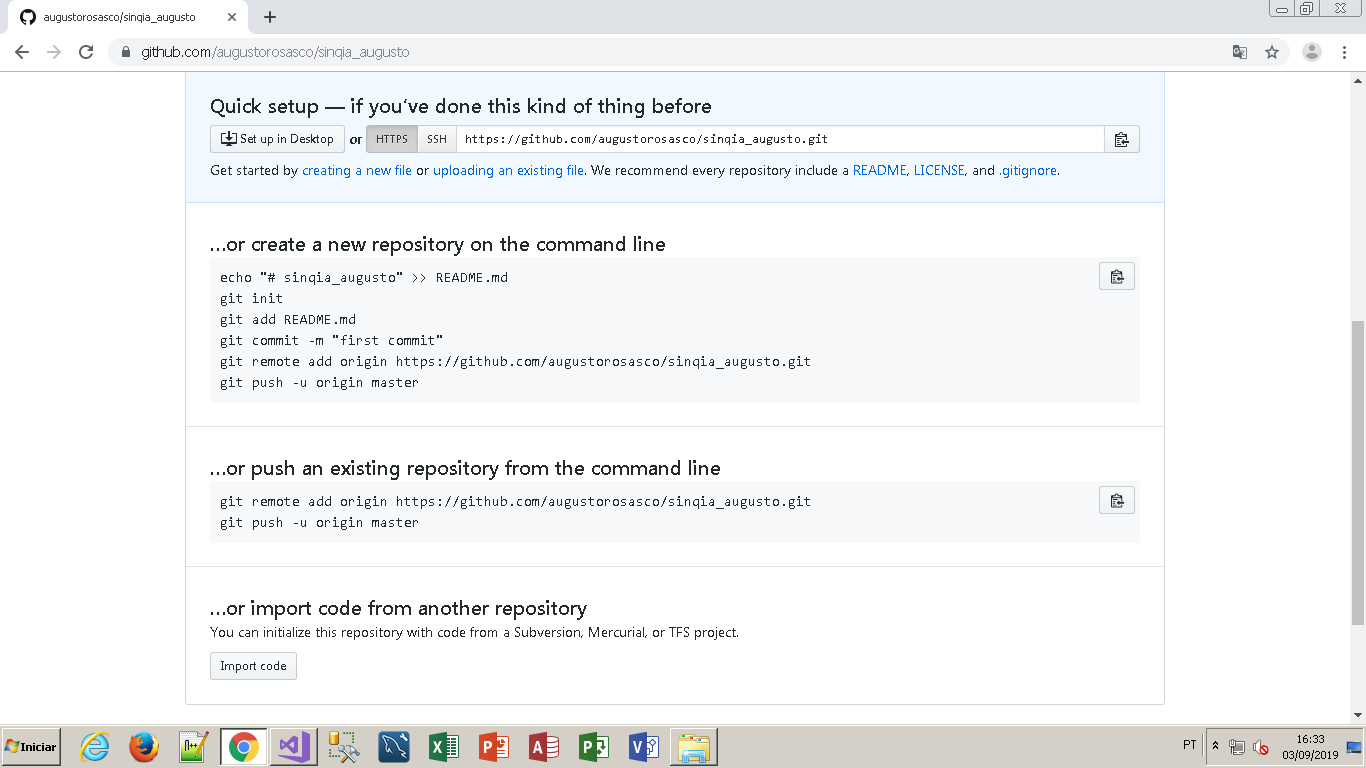 augustorosasco/sinqia_augusto
github.com/augustorosasco/sinqia_augusto
Quick setup — if you've done this kind of thing before
Set up in Desktop or HTTPS SSH https://github.com/augustorosasco/sinqia_augusto.git
Get started by creating a new file or uploading an existing file. We recommend every repository include a README, LICENSE, and .gitignore.
…or create a new repository on the command line
echo "# sinqia_augusto" >> README.md
git init
git add README.md
git commit -m "first commit"
git remote add origin https://github.com/augustorosasco/sinqia_augusto.git
git push -u origin master
…or push an existing repository from the command line
git remote add origin https://github.com/augustorosasco/sinqia_augusto.git
git push -u origin master
…or import code from another repository
You can initialize this repository with code from a Subversion, Mercurial, or TFS project.
Import code
Iniciar
PT
16:33
03/09/2019